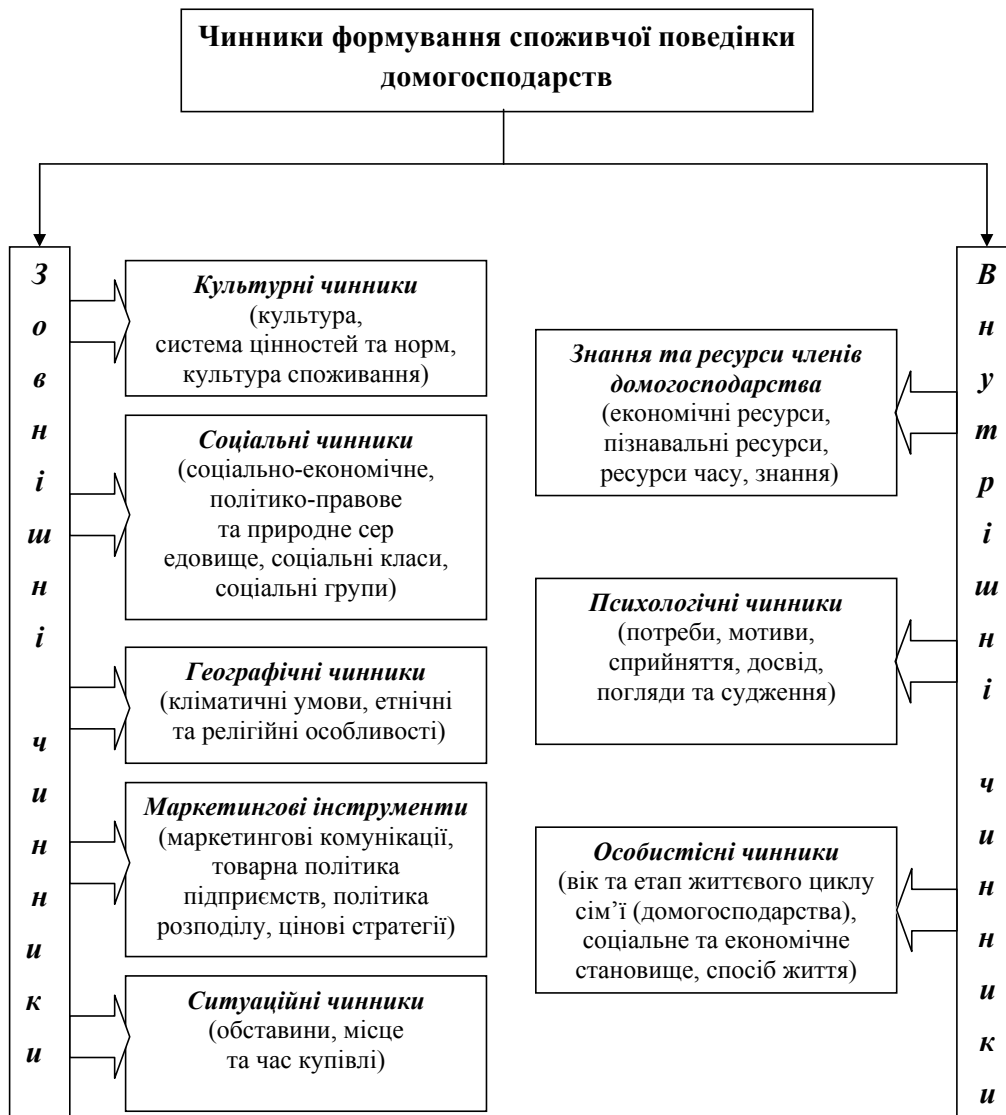 Чинники формування споживчої поведінки
домогосподарств
Зовнішні чинники
Культурні чинники
(культура,
система цінностей та норм,
культура споживання)
Соціальні чинники
(соціально-економічне,
політико-правове
та природне сер
едовище, соціальні класи,
соціальні групи)
Географічні чинники
(кліматичні умови, етнічні
та релігійні особливості)
Маркетингові інструменти
(маркетингові комунікації,
товарна політика
підприємств, політика
розподілу, цінові стратегії)
Ситуаційні чинники
(обставини, місце
та час купівлі)
Знання та ресурси членів
домогосподарства
(економічні ресурси,
пізнавальні ресурси,
ресурси часу, знання)
Психологічні чинники
(потреби, мотиви,
сприйняття, досвід,
погляди та судження)
Особистісні чинники
(вік та етап життєвого циклу
сім’ї (домогосподарства),
соціальне та економічне
становище, спосіб життя)
Внутрішні чинники